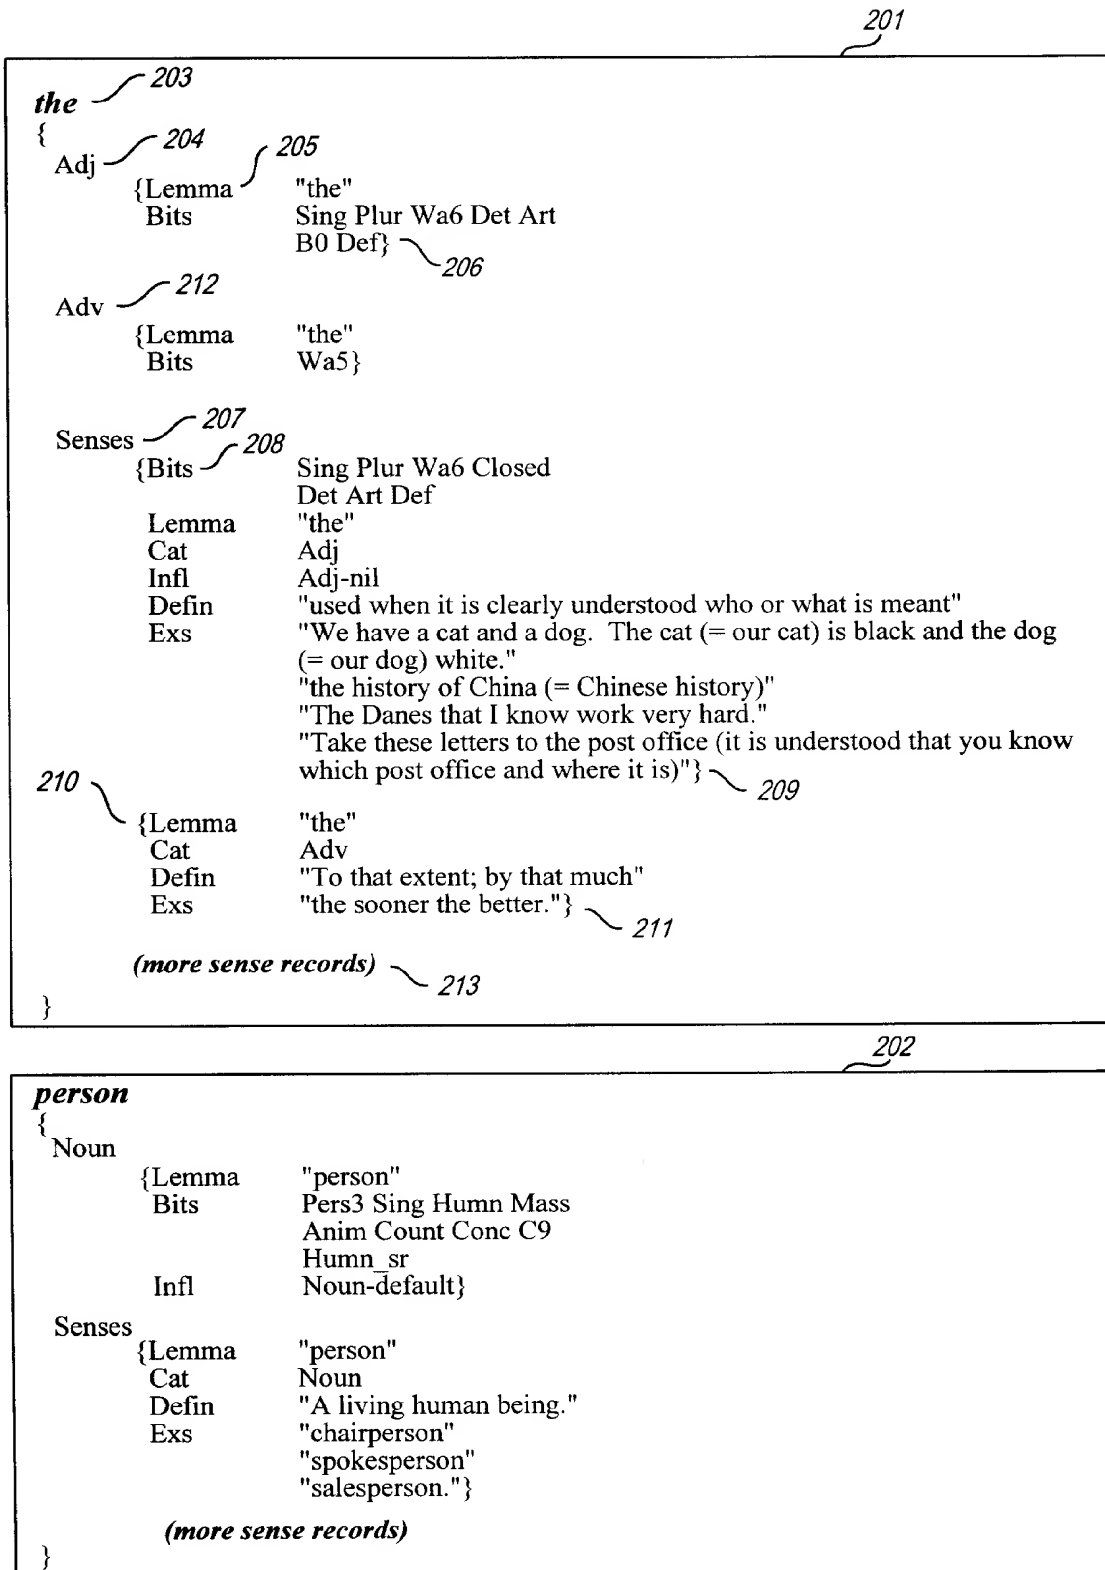 201
the 203
{
Adj 204
{Lemma 205 "the"
Bits Sing Plur Wa6 Det Art
B0 Def} 206
Adv 212
{Lemma "the"
Bits Wa5}
Senses 207
{Bits 208 Sing Plur Wa6 Closed
Det Art Def
Lemma "the"
Cat Adj
Infl Adj-nil
Defin "used when it is clearly understood who or what is meant"
Exs "We have a cat and a dog. The cat (= our cat) is black and the dog
(= our dog) white."
"the history of China (= Chinese history)"
"The Danes that I know work very hard."
"Take these letters to the post office (it is understood that you know
which post office and where it is)"} 209
210 {Lemma "the"
Cat Adv
Defin "To that extent; by that much"
Exs "the sooner the better."} 211
(more sense records) 213
}
202
person
{
Noun
{Lemma "person"
Bits Pers3 Sing Humn Mass
Anim Count Conc C9
Humn_sr
Infl Noun-default}
Senses
{Lemma "person"
Cat Noun
Defin "A living human being."
Exs "chairperson"
"spokesperson"
"salesperson."}
(more sense records)
}